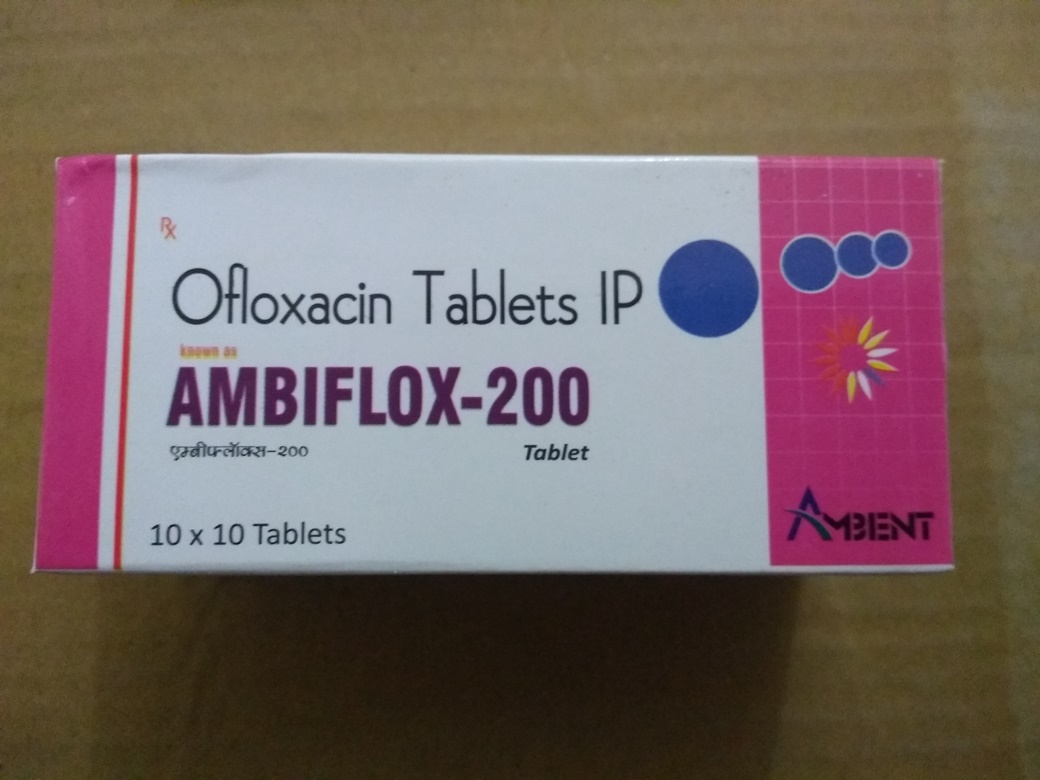 Rx
Ofloxacin Tablets IP
known as
AMBIFLOX-200
एम्बीफ्लॉक्स-200
Tablet
10 x 10 Tablets
AMBENT